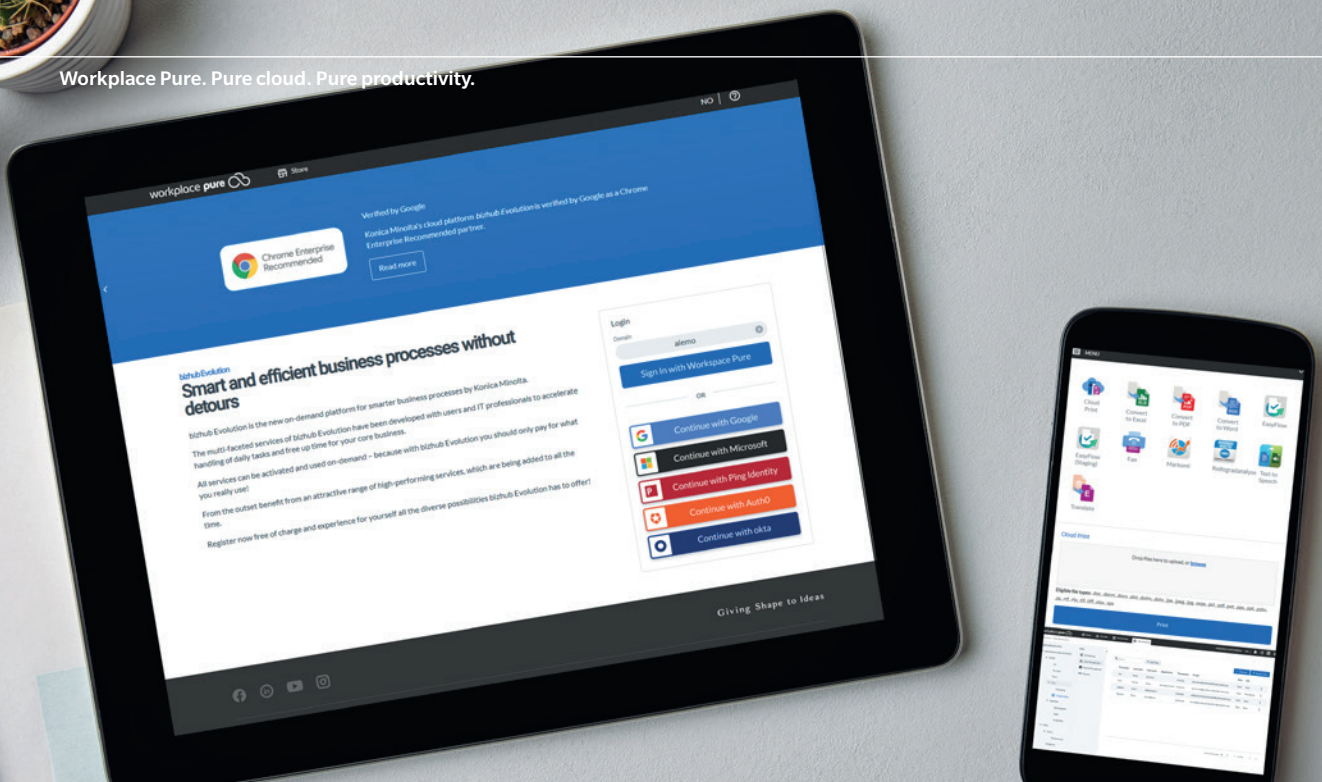 Workplace Pure. Pure cloud. Pure productivity.
NO
workplace pure
Store
Verified by Google
Konica Minolta's cloud platform bizhub Evolution is verified by Google as a Chrome
Enterprise Recommended partner.
Chrome Enterprise
Recommended
Read more
bizhub Evolution
Smart and efficient business processes without
detours
bizhub Evolution is the new on-demand platform for smarter business processes by Konica Minolta.
The multi-faceted services of bizhub Evolution have been developed with users and IT professionals to accelerate
handling of daily tasks and free up time for your core business.
All services can be activated and used on-demand – because with bizhub Evolution you should only pay for what
you really use!
From the outset benefit from an attractive range of high-performing services, which are being added to all the
time.
Register now free of charge and experience for yourself all the diverse possibilities bizhub Evolution has to offer!
Login
Domain
alemo
Sign In with Workspace Pure
OR
Continue with Google
Continue with Microsoft
Continue with Ping Identity
Continue with Auth0
Continue with okta
Giving Shape to Ideas
MENU
Cloud
Print
Convert
to Excel
Convert
to PDF
Convert
to Word
EasyFlow
EasyFlow
(Staging)
Fax
Markomi
Rodlogradanalyse
Text to
Speech
Translate
Cloud Print
Drop files here to upload, or browse
Eligible file types:
Print